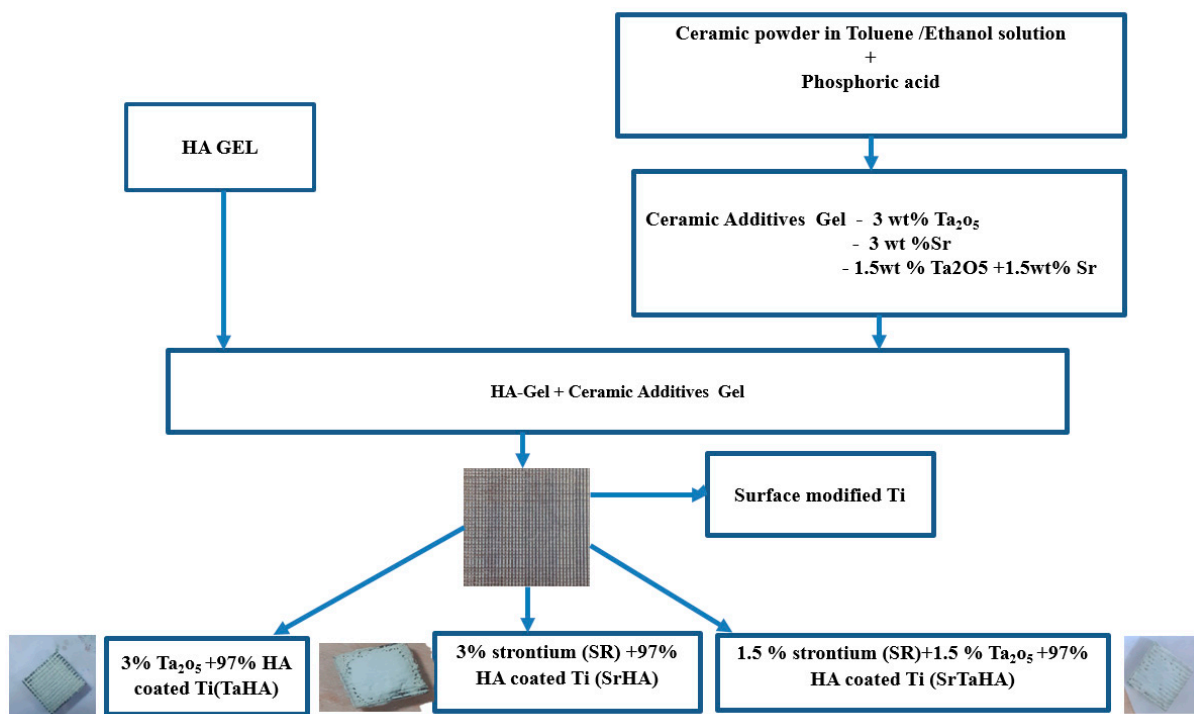 Ceramic powder in Toluene /Ethanol solution
+
Phosphoric acid
HA GEL
Ceramic Additives Gel - 3 wt% Ta₂o₅
- 3 wt %Sr
- 1.5wt % Ta2O5 +1.5wt% Sr
HA-Gel + Ceramic Additives Gel
Surface modified Ti
3% Ta₂o₅ +97% HA
coated Ti(TaHA)
3% strontium (SR) +97%
HA coated Ti (SrHA)
1.5 % strontium (SR)+1.5 % Ta₂o₅ +97%
HA coated Ti (SrTaHA)